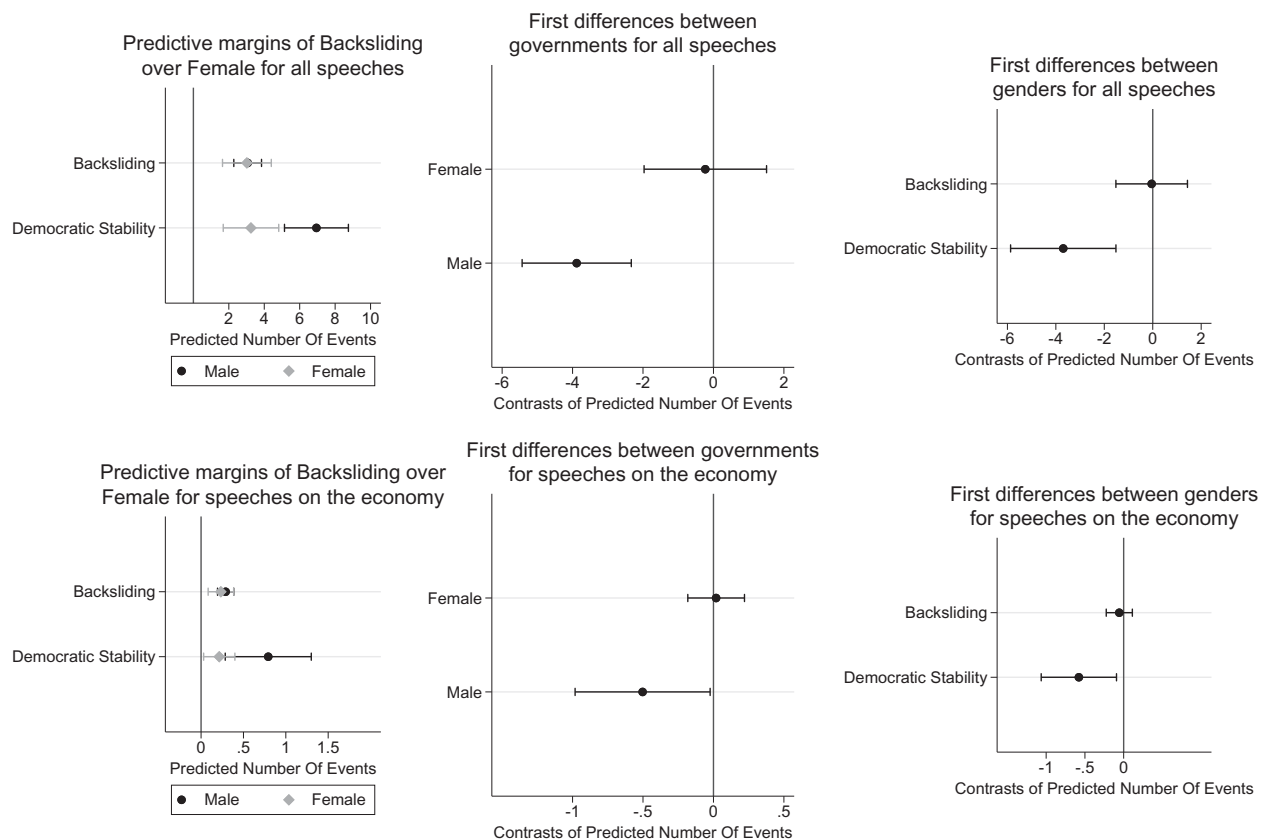 Predictive margins of Backsliding
over Female for all speeches
Backsliding
Democratic Stability
2 4 6 8 10
Predicted Number Of Events
Male Female
First differences between
governments for all speeches
Female
Male
-6 -4 -2 0 2
Contrasts of Predicted Number Of Events
First differences between
genders for all speeches
Backsliding
Democratic Stability
-6 -4 -2 0 2
Contrasts of Predicted Number Of Events
Predictive margins of Backsliding over
Female for speeches on the economy
Backsliding
Democratic Stability
0 .5 1 1.5
Predicted Number Of Events
Male Female
First differences between governments
for speeches on the economy
Female
Male
-1 -.5 0 .5
Contrasts of Predicted Number Of Events
First differences between genders
for speeches on the economy
Backsliding
Democratic Stability
-1 -.5 0
Contrasts of Predicted Number Of Events